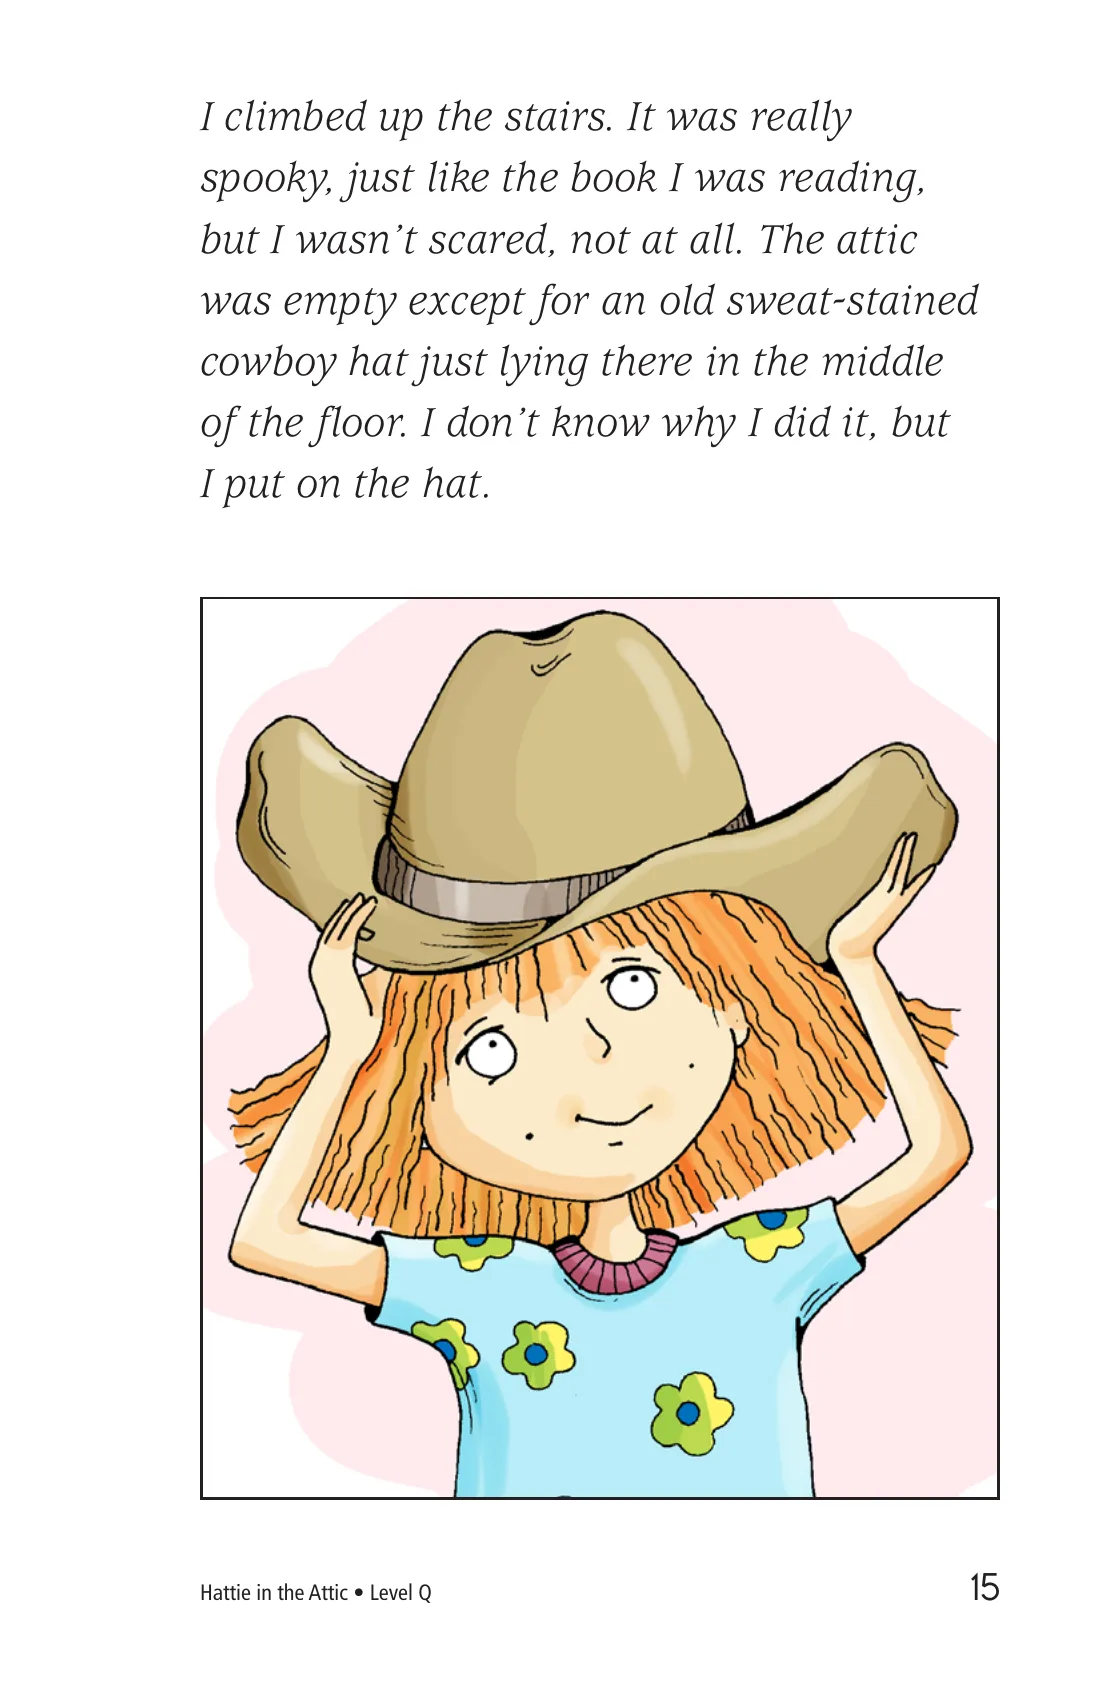 I climbed up the stairs. It was really
spooky, just like the book I was reading,
but I wasn’t scared, not at all. The attic
was empty except for an old sweat-stained
cowboy hat just lying there in the middle
of the floor. I don’t know why I did it, but
I put on the hat.
Hattie in the Attic • Level Q
15